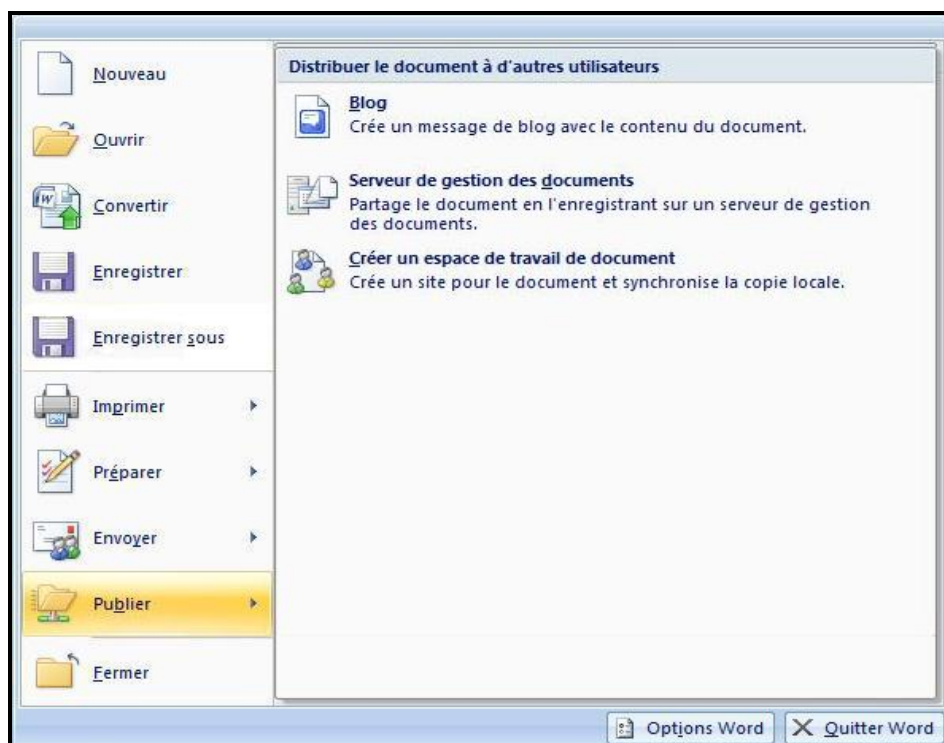 Nouveau
Ouvrir
Convertir
Enregistrer
Enregistrer sous
Imprimer
Préparer
Envoyer
Publier
Fermer
Distribuer le document à d'autres utilisateurs
Blog
Crée un message de blog avec le contenu du document.
Serveur de gestion des documents
Partage le document en l'enregistrant sur un serveur de gestion
des documents.
Créer un espace de travail de document
Crée un site pour le document et synchronise la copie locale.
Options Word
Quitter Word